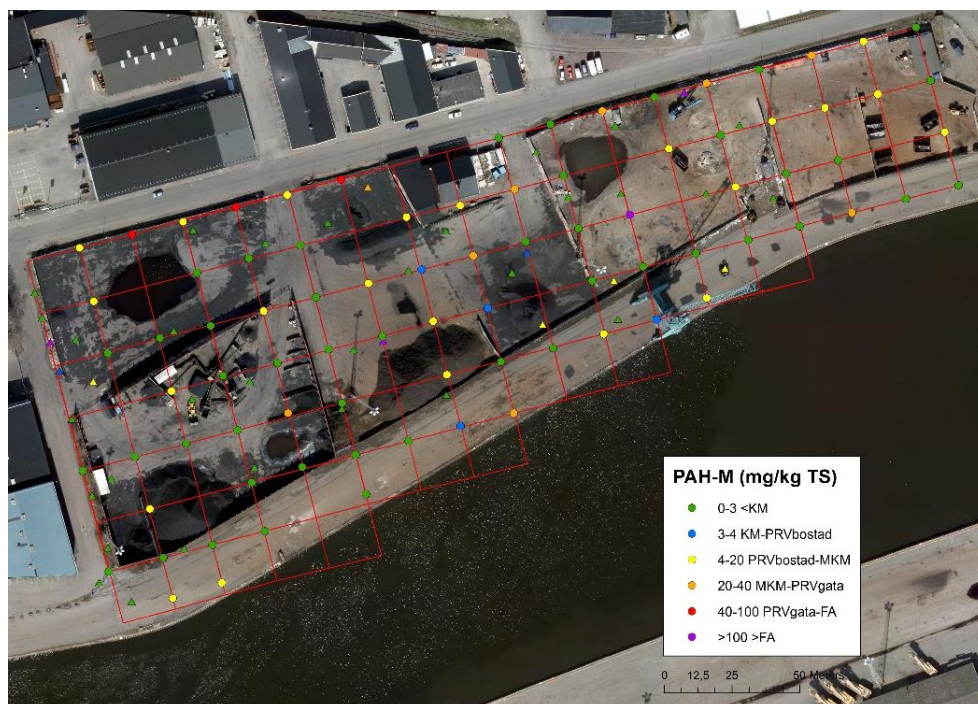 PAH-M (mg/kg TS)
0-3 <KM
3-4 KM-PRVbostad
4-20 PRVbostad-MKM
20-40 MKM-PRVgata
40-100 PRVgata-FA
>100 >FA
0 12,5 25 50 Meters